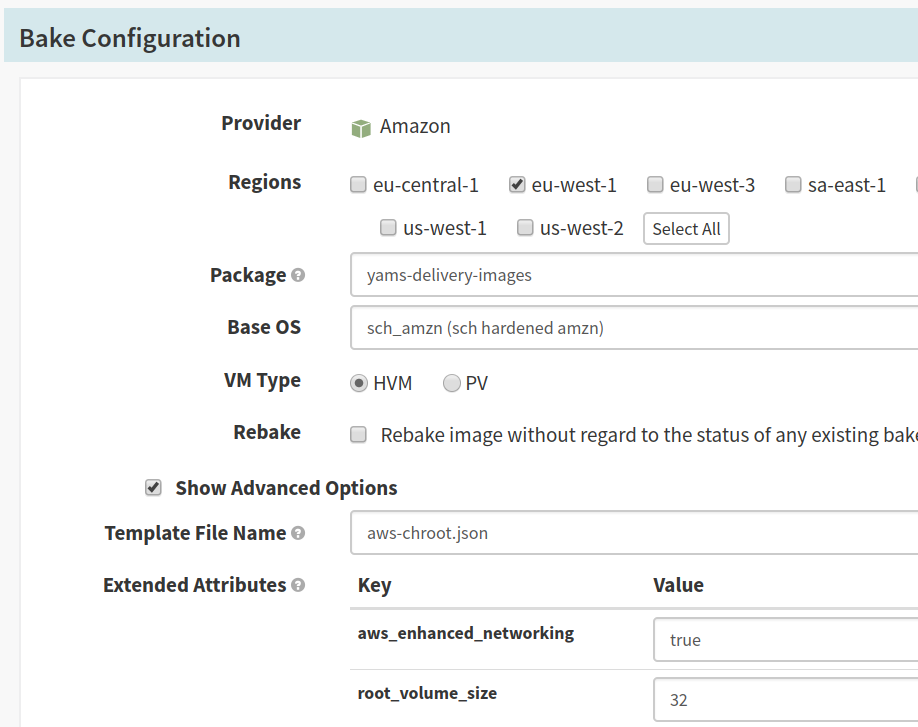 Bake Configuration
Provider Amazon
Regions eu-central-1 eu-west-1 eu-west-3 sa-east-1
us-west-1 us-west-2 Select All
Package ? yams-delivery-images
Base OS sch_amzn (sch hardened amzn)
VM Type HVM PV
Rebake Rebake image without regard to the status of any existing bake
Show Advanced Options
Template File Name ? aws-chroot.json
Extended Attributes ? Key Value
aws_enhanced_networking true
root_volume_size 32